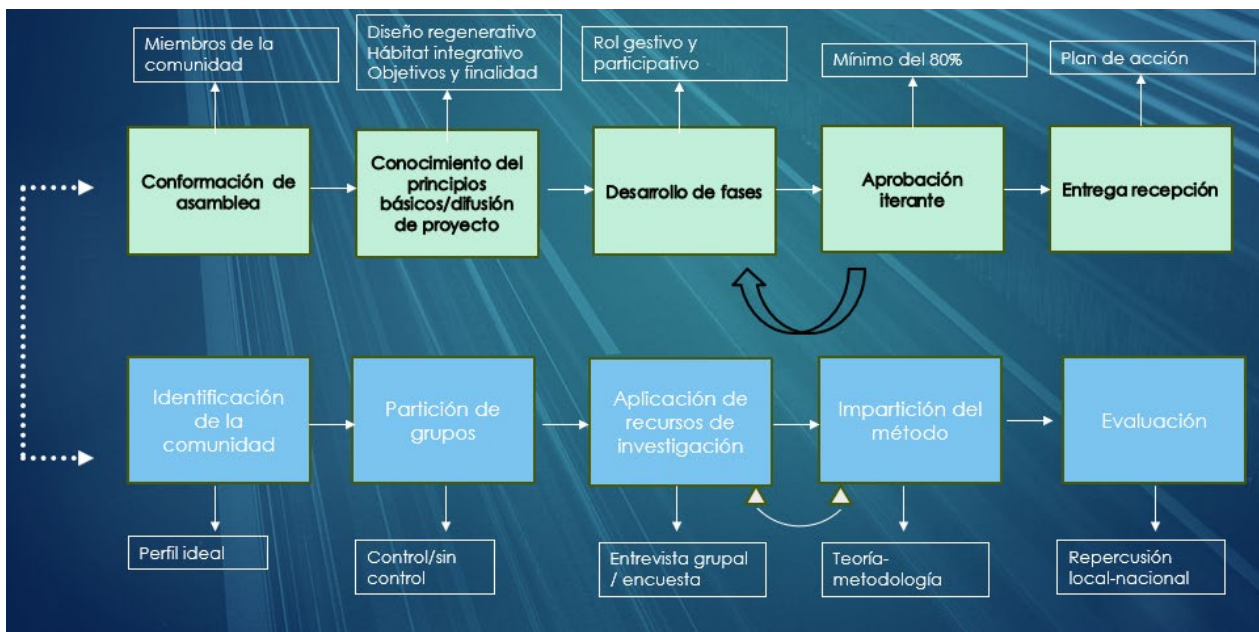 Miembros de la
comunidad
Diseño regenerativo
Hábitat integrativo
Objetivos y finalidad
Rol gestivo y
participativo
Mínimo del 80%
Plan de acción
Conformación de
asamblea
Conocimiento del
principios
básicos/difusión
de proyecto
Desarrollo de fases
Aprobación
iterante
Entrega recepción
Identificación
de la
comunidad
Partición de
grupos
Aplicación de
recursos de
investigación
Impartición del
método
Evaluación
Perfil ideal
Control/sin
control
Entrevista grupal
/ encuesta
Teoría-
metodología
Repercusión
local-nacional